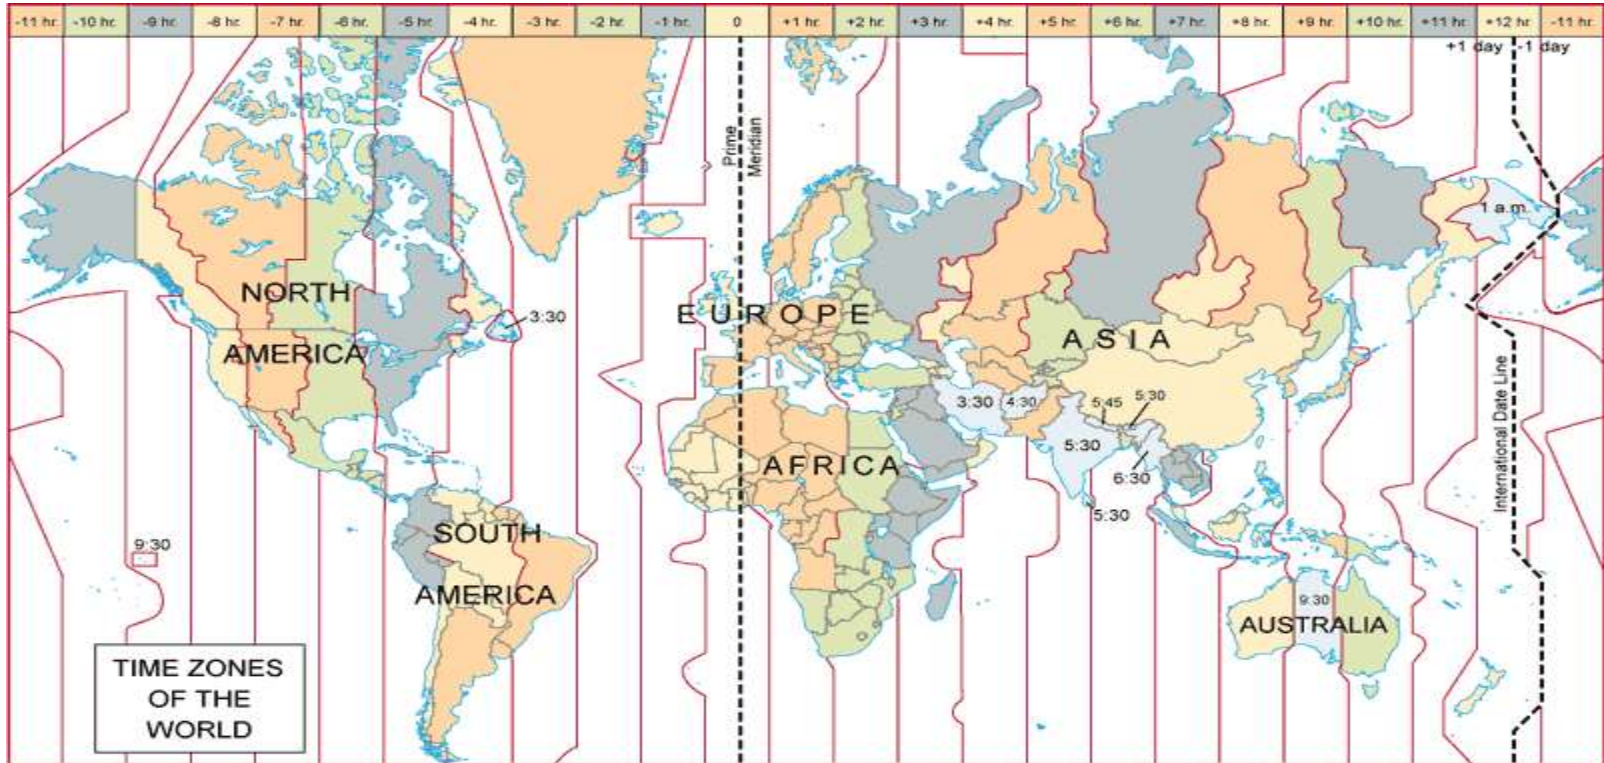 -11 hr. -10 hr. -9 hr. -8 hr. -7 hr. -6 hr. -5 hr. -4 hr. -3 hr. -2 hr. -1 hr. 0 +1 hr. +2 hr. +3 hr. +4 hr. +5 hr. +6 hr. +7 hr. +8 hr. +9 hr. +10 hr. +11 hr. +12 hr -11 hr.
+1 day -1 day
Prime
Meridian
1 a.m.
NORTH
AMERICA
3:30
EUROPE
ASIA
International Date Line
3:30
4:30
5:45
5:30
5:30
6:30
5:30
AFRICA
SOUTH
AMERICA
9:30
9:30
AUSTRALIA
TIME ZONES
OF THE
WORLD